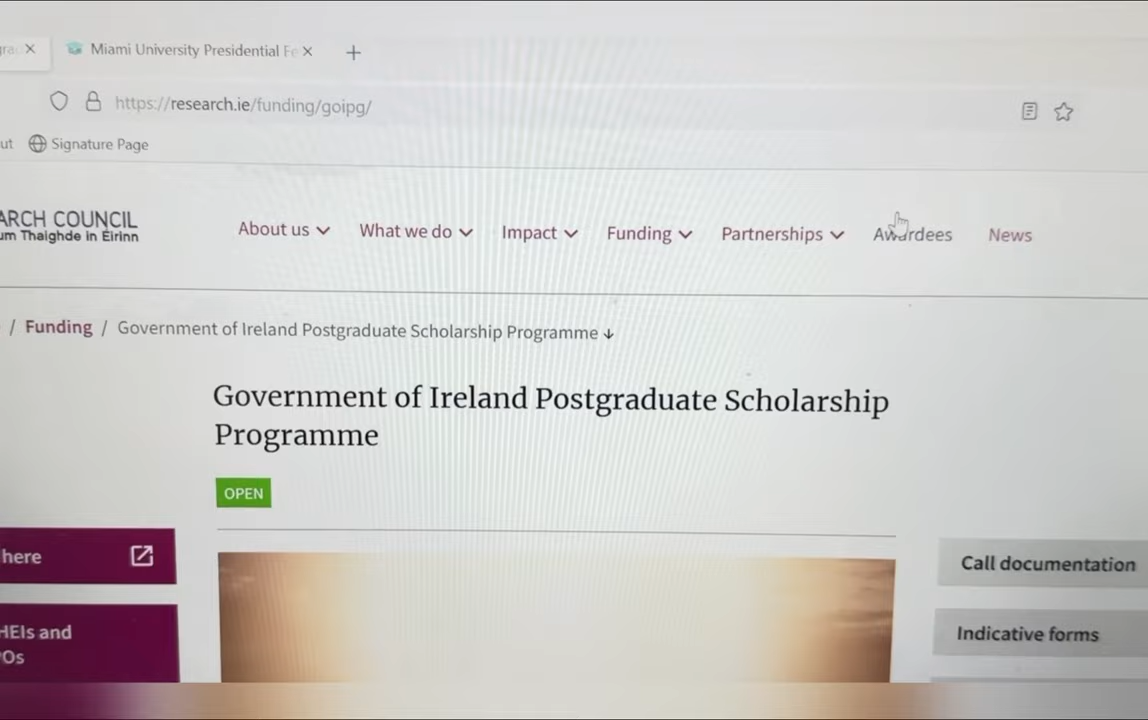 Miami University Presidential Fe
https://research.ie/funding/goipg/
ut Signature Page
ARCH COUNCIL
um Thaighde in Éirinn
About us What we do Impact Funding Partnerships Awardees News
/ Funding / Government of Ireland Postgraduate Scholarship Programme
Government of Ireland Postgraduate Scholarship
Programme
OPEN
here
HEIs and
Os
Call documentation
Indicative forms